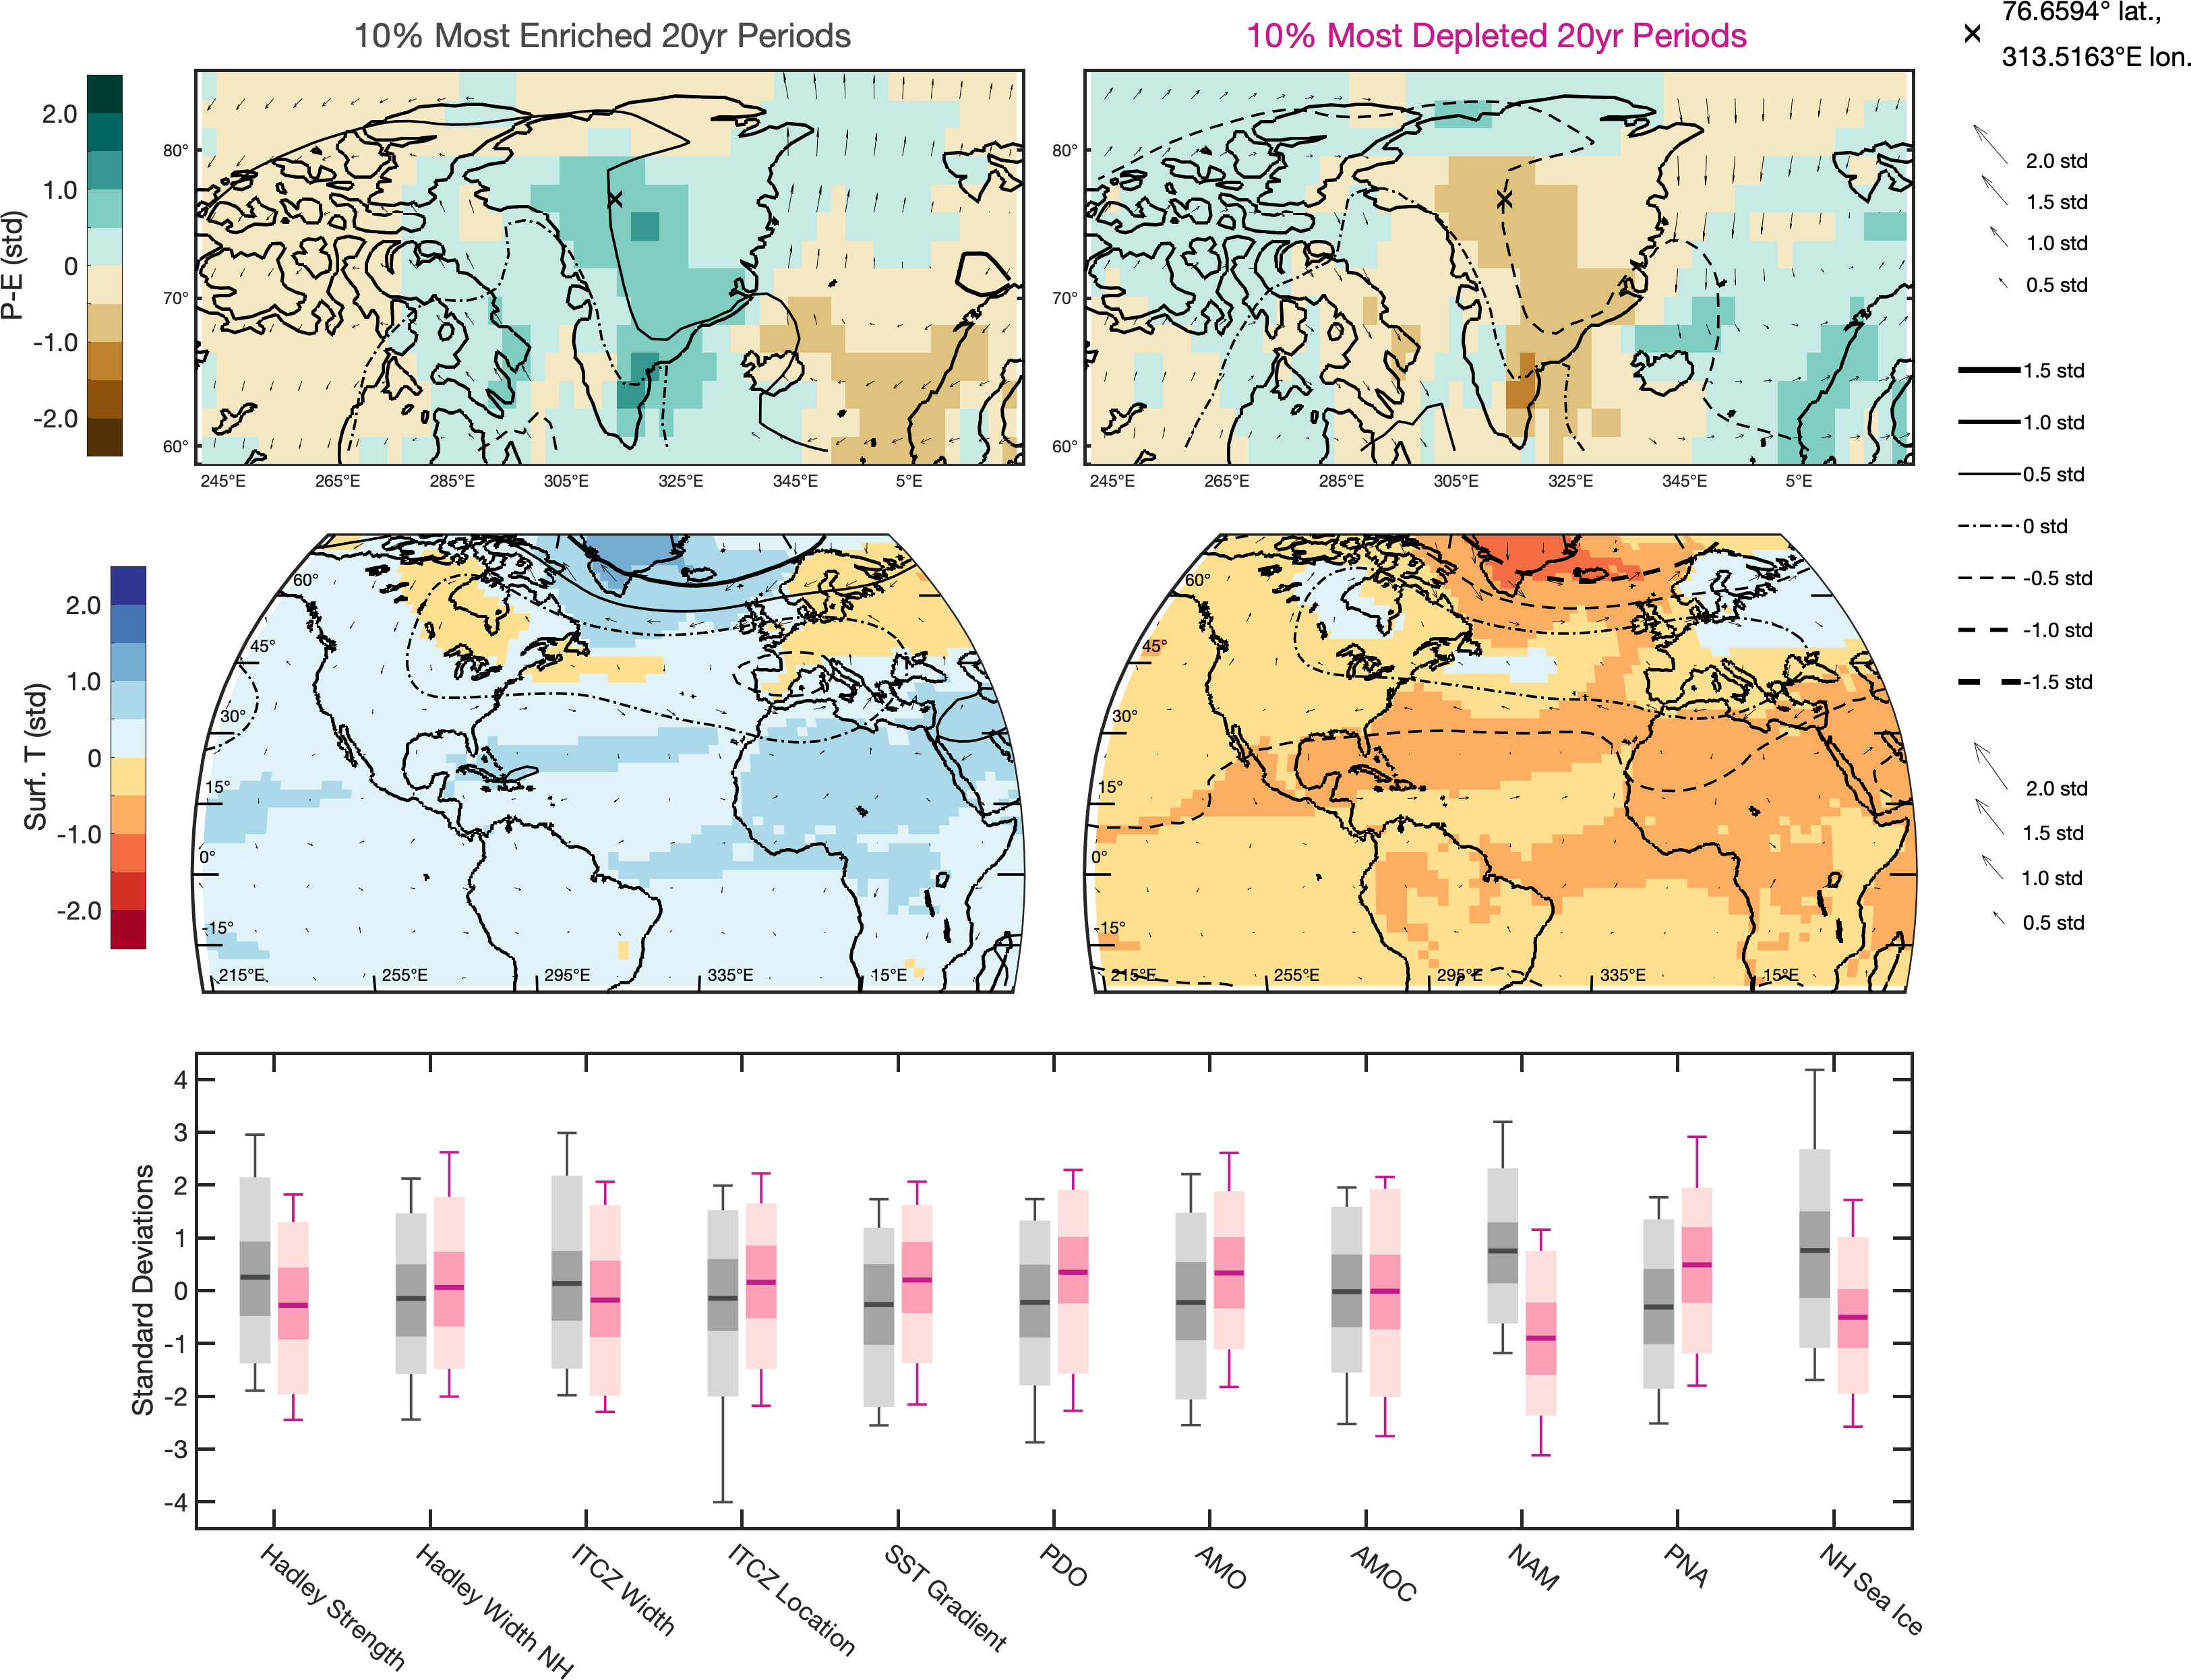 10% Most Enriched 20yr Periods
10% Most Depleted 20yr Periods
76.6594° lat.,
313.5163°E lon.
P-E (std)
2.0
1.0
0
-1.0
-2.0
80°
70°
60°
245°E
265°E
285°E
305°E
325°E
345°E
5°E
80°
70°
60°
245°E
265°E
285°E
305°E
325°E
345°E
5°E
2.0 std
1.5 std
1.0 std
0.5 std
1.5 std
1.0 std
0.5 std
0 std
-0.5 std
-1.0 std
-1.5 std
Surf. T (std)
2.0
1.0
0
-1.0
-2.0
60°
45°
30°
15°
0°
-15°
215°E
255°E
295°E
335°E
15°E
60°
45°
30°
15°
0°
-15°
215°E
255°E
295°E
335°E
15°E
2.0 std
1.5 std
1.0 std
0.5 std
Standard Deviations
4
3
2
1
0
-1
-2
-3
-4
Hadley Strength
Hadley Width NH
ITCZ Width
ITCZ Location
SST Gradient
PDO
AMO
AMOC
NAM
PNA
NH Sea Ice